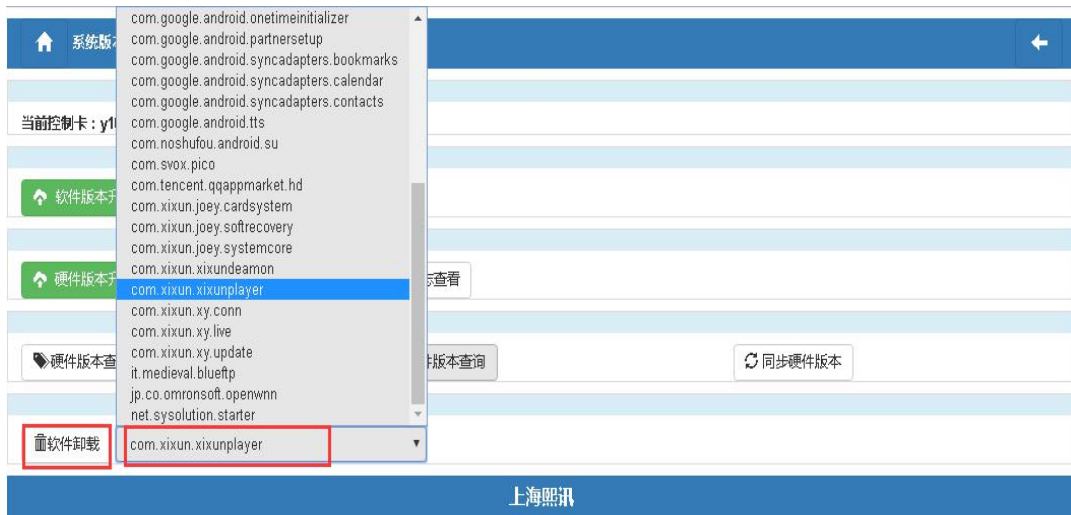 com.google.android.onetimeinitializer
com.google.android.partnersetup
系统版本
com.google.android.syncadapters.bookmarks
com.google.android.syncadapters.calendar
com.google.android.syncadapters.contacts
当前控制卡：y10
com.google.android.tts
com.noshufou.android.su
com.svox.pico
com.tencent.qqappmarket.hd
软件版本升
com.xixun.joey.cardsystem
com.xixun.joey.softrecovery
com.xixun.joey.systemcore
com.xixun.xixundeamon
硬件版本升
com.xixun.xixunplayer
志查看
com.xixun.xy.conn
com.xixun.xy.live
com.xixun.xy.update
硬件版本查
件版本查询
同步硬件版本
it.medieval.blueftp
jp.co.omronsoft.openwnn
net.sysolution.starter
软件卸载
com.xixun.xixunplayer
上海熙讯